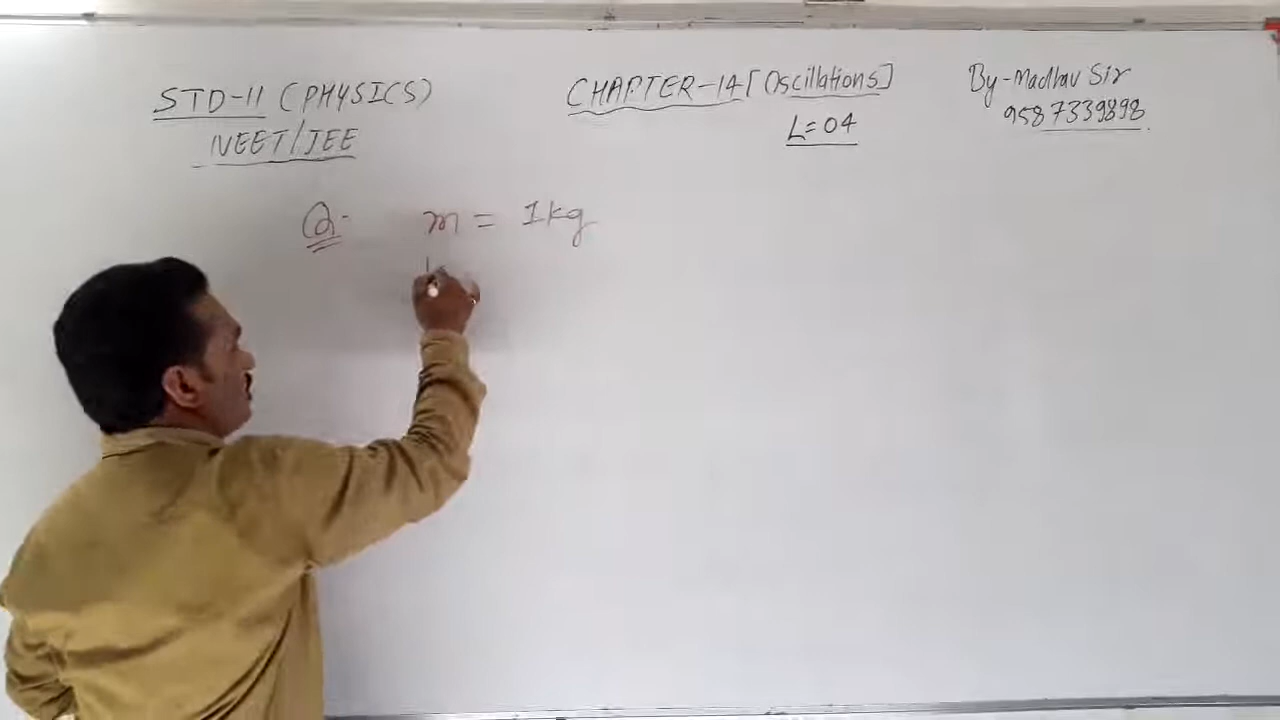 STD-11 (PHYSICS)
NEET/JEE
CHAPTER-14 [Oscillations]
L=04
By-Madhav Sir
9587339898
Q:- m = 1kg